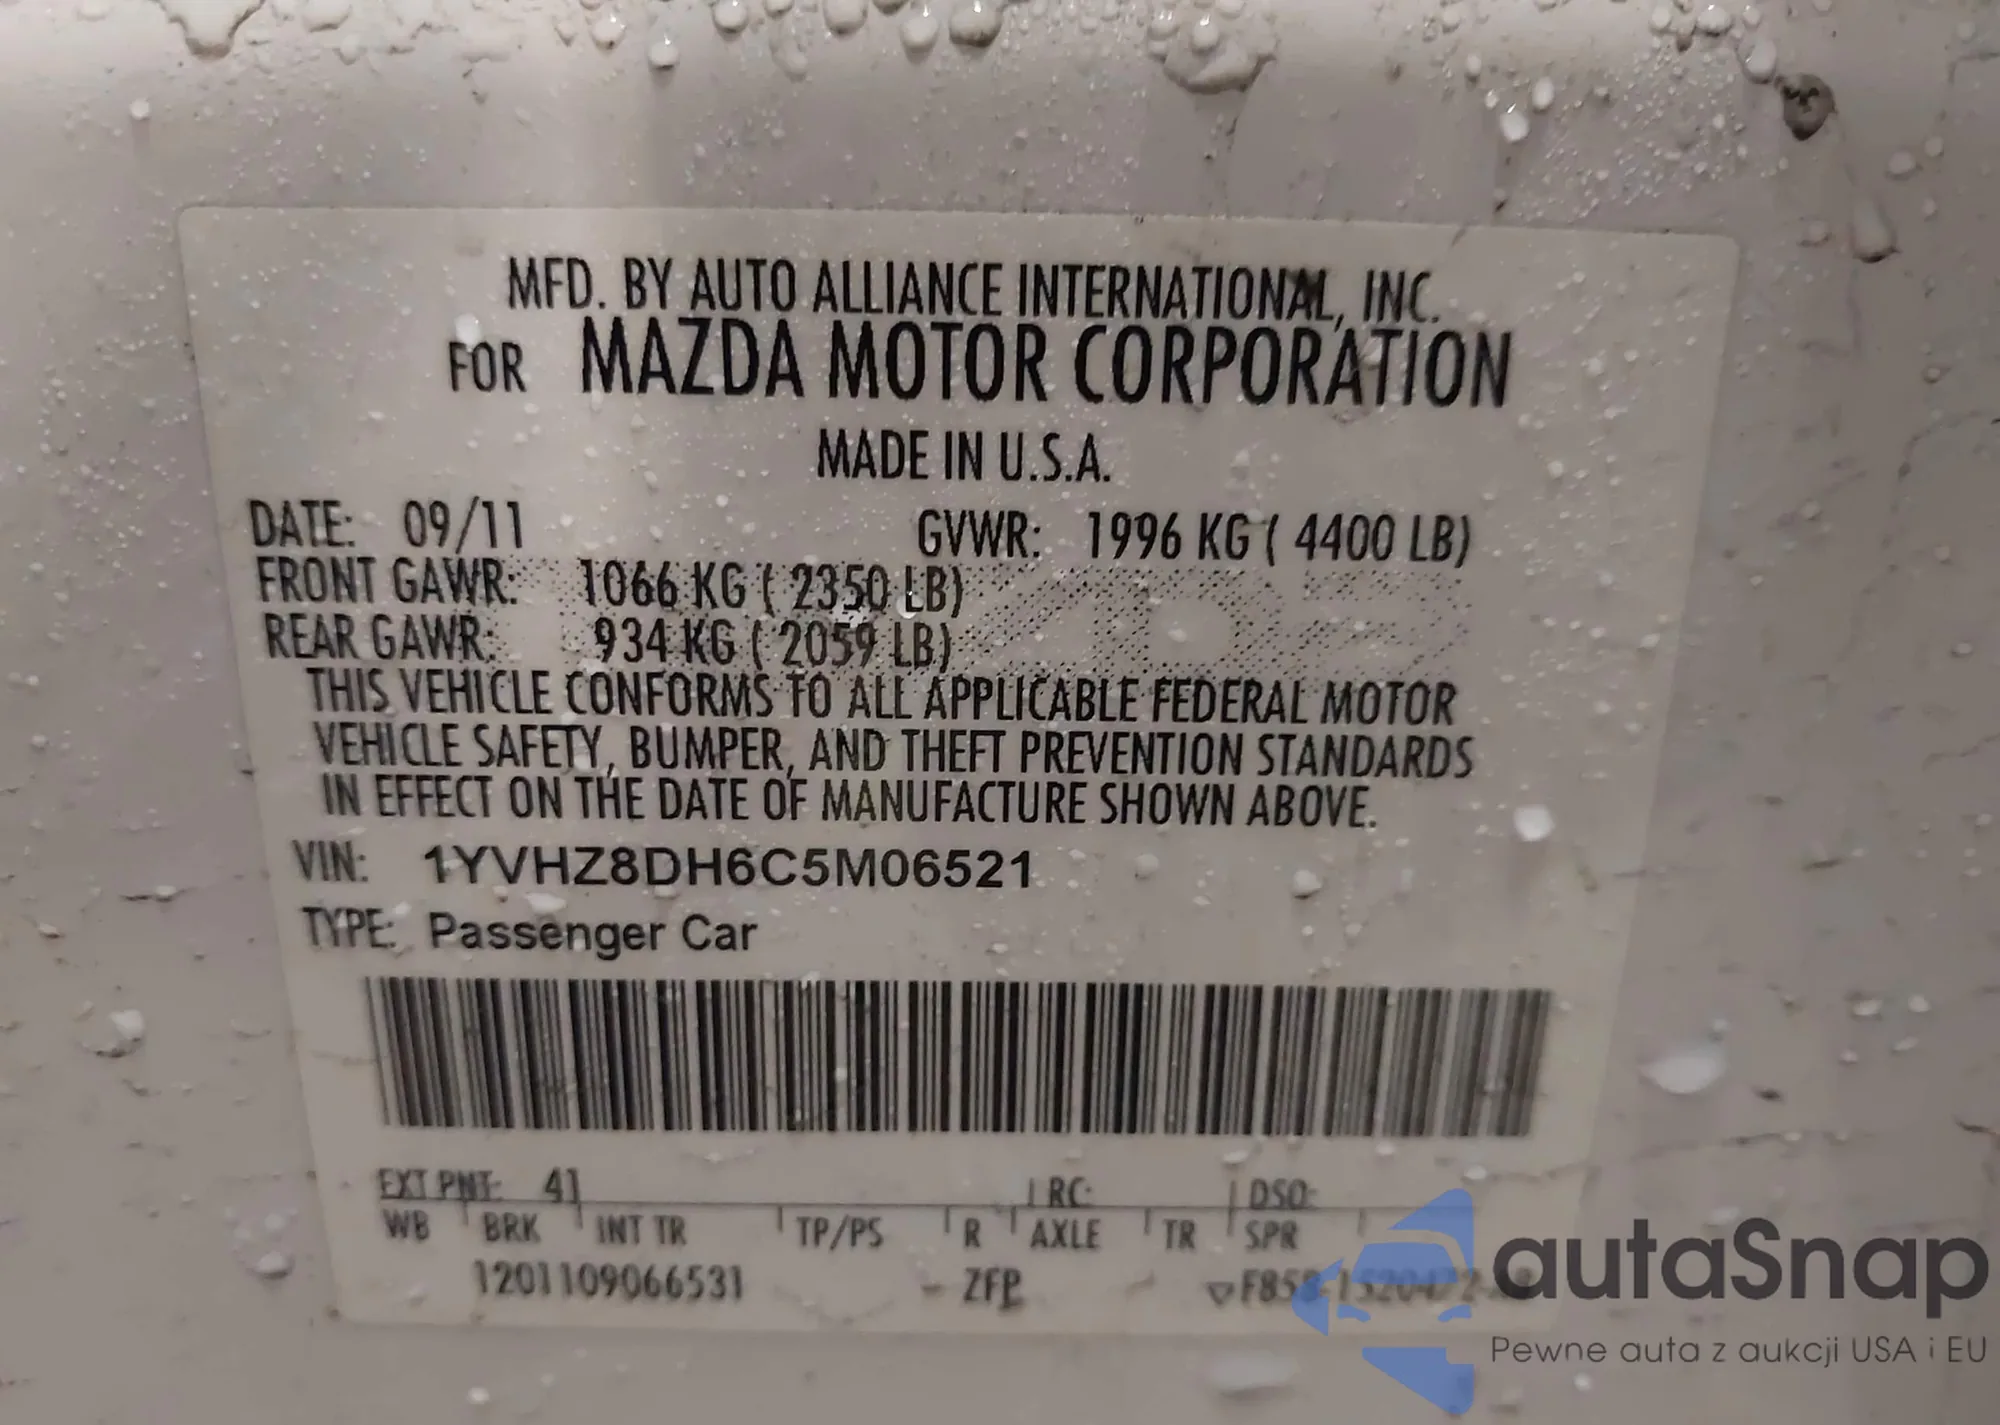 MFD. BY AUTO ALLIANCE INTERNATIONAL, INC.
FOR MAZDA MOTOR CORPORATION
MADE IN U.S.A.
DATE: 09/11 GVWR: 1996 KG ( 4400 LB)
FRONT GAWR: 1066 KG ( 2350 LB)
REAR GAWR: 934 KG ( 2059 LB)
THIS VEHICLE CONFORMS TO ALL APPLICABLE FEDERAL MOTOR
VEHICLE SAFETY, BUMPER, AND THEFT PREVENTION STANDARDS
IN EFFECT ON THE DATE OF MANUFACTURE SHOWN ABOVE.
VIN: 1YVHZ8DH6C5M06521
TYPE: Passenger Car
EXT PNT: 41 RC: DSO:
WB BRK INT TR TP/PS R AXLE TR SPR
1201109066531 - ZFP
autaSnap
Pewne auta z aukcji USA i EU